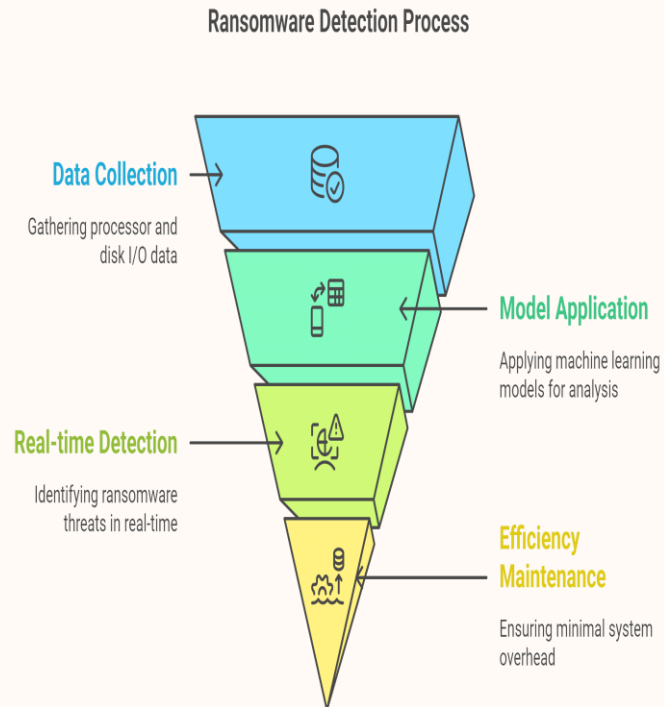 Ransomware Detection Process
Data Collection
Gathering processor and
disk I/O data
Model Application
Applying machine learning
models for analysis
Real-time Detection
Identifying ransomware
threats in real-time
Efficiency
Maintenance
Ensuring minimal system
overhead